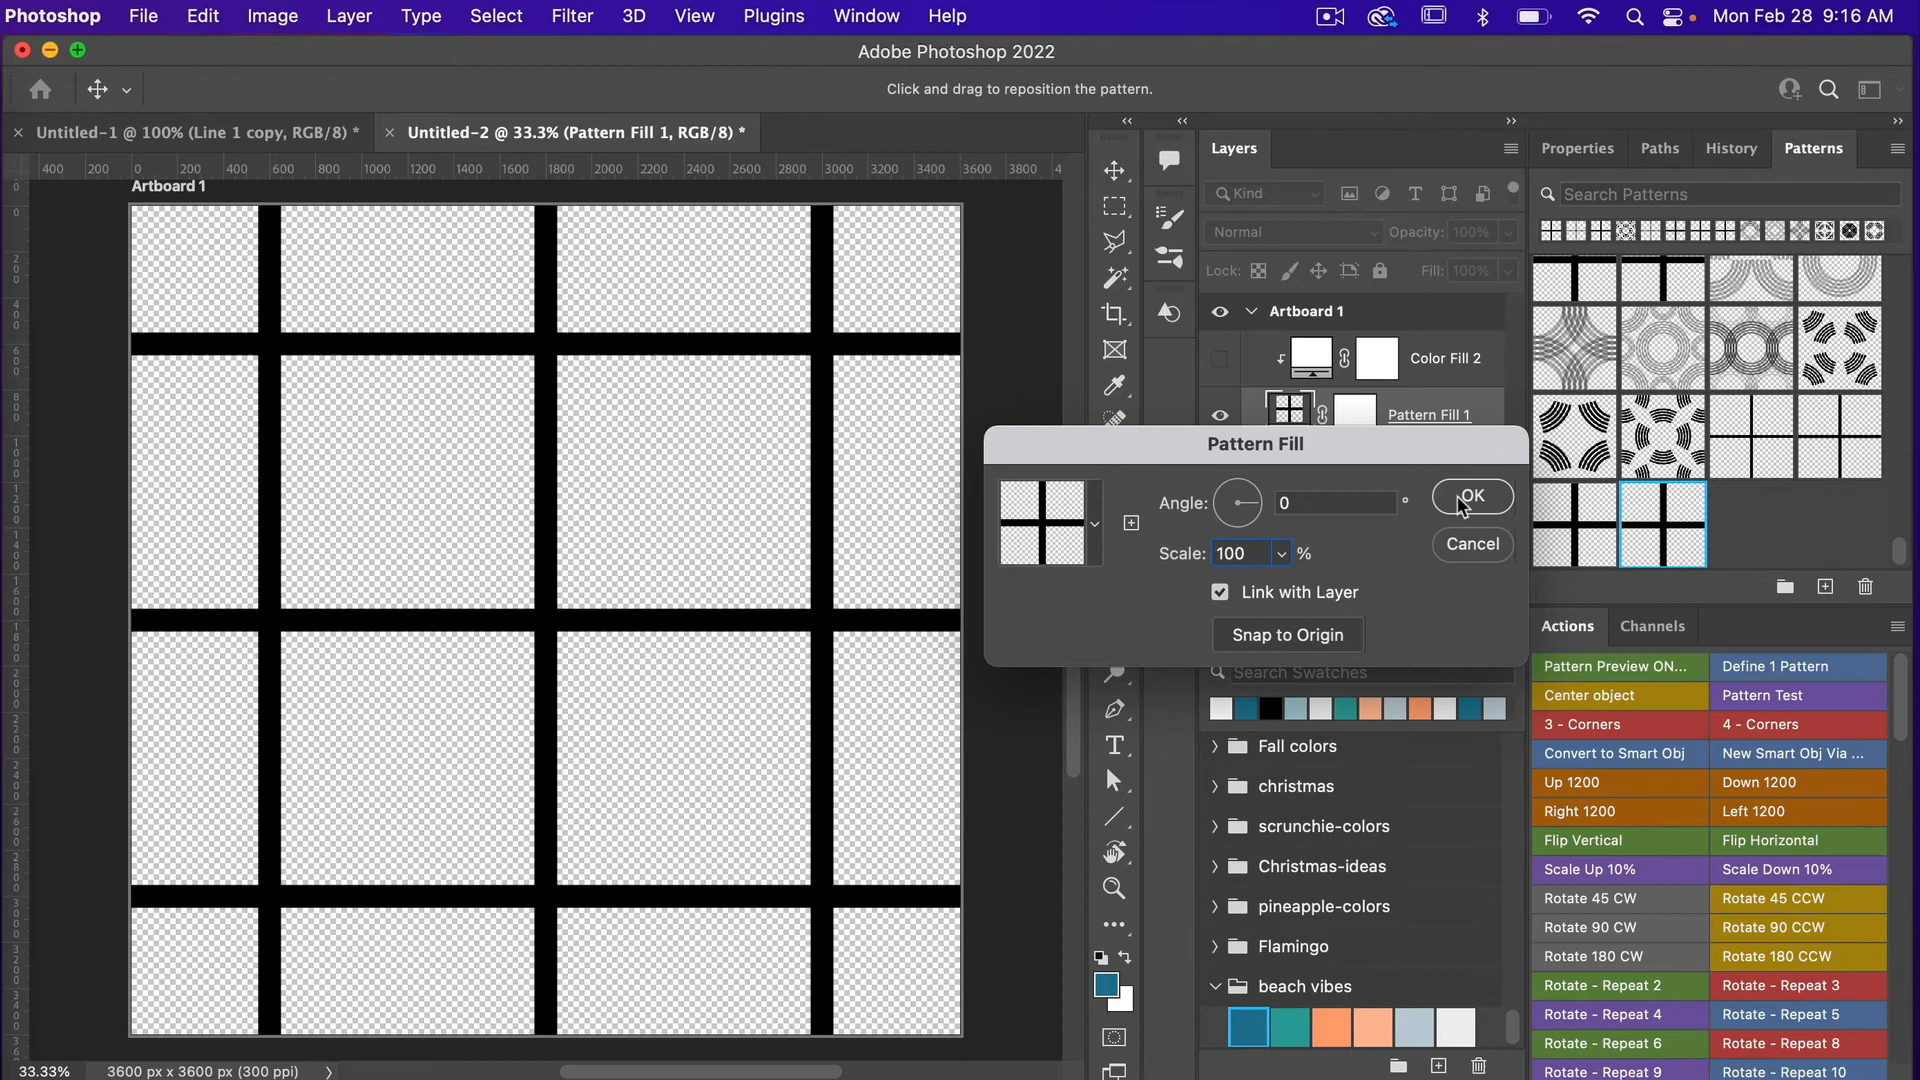 Photoshop File Edit Image Layer Type Select Filter 3D View Plugins Window Help Mon Feb 28 9:16 AM
Adobe Photoshop 2022
Click and drag to reposition the pattern.
Untitled-1 @ 100% (Line 1 copy, RGB/8) *
Untitled-2 @ 33.3% (Pattern Fill 1, RGB/8) *
400 200 0 200 400 600 800 1000 1200 1400 1600 1800 2000 2200 2400 2600 2800 3000 3200 3400 3600 3800 4
Artboard 1
Layers
Kind
Normal Opacity: 100%
Lock: Fill: 100%
Artboard 1
Color Fill 2
Pattern Fill 1
Properties Paths History Patterns
Search Patterns
Pattern Fill
Angle: 0 °
Scale: 100 %
Link with Layer
Snap to Origin
OK
Cancel
Search Swatches
Fall colors
christmas
scrunchie-colors
Christmas-ideas
pineapple-colors
Flamingo
beach vibes
Actions Channels
Pattern Preview ON... Define 1 Pattern
Center object Pattern Test
3 - Corners 4 - Corners
Convert to Smart Obj New Smart Obj Via ...
Up 1200 Down 1200
Right 1200 Left 1200
Flip Vertical Flip Horizontal
Scale Up 10% Scale Down 10%
Rotate 45 CW Rotate 45 CCW
Rotate 90 CW Rotate 90 CCW
Rotate 180 CW Rotate 180 CCW
Rotate - Repeat 2 Rotate - Repeat 3
Rotate - Repeat 4 Rotate - Repeat 5
Rotate - Repeat 6 Rotate - Repeat 8
Rotate - Repeat 9 Rotate - Repeat 10
33.33% 3600 px x 3600 px (300 ppi)